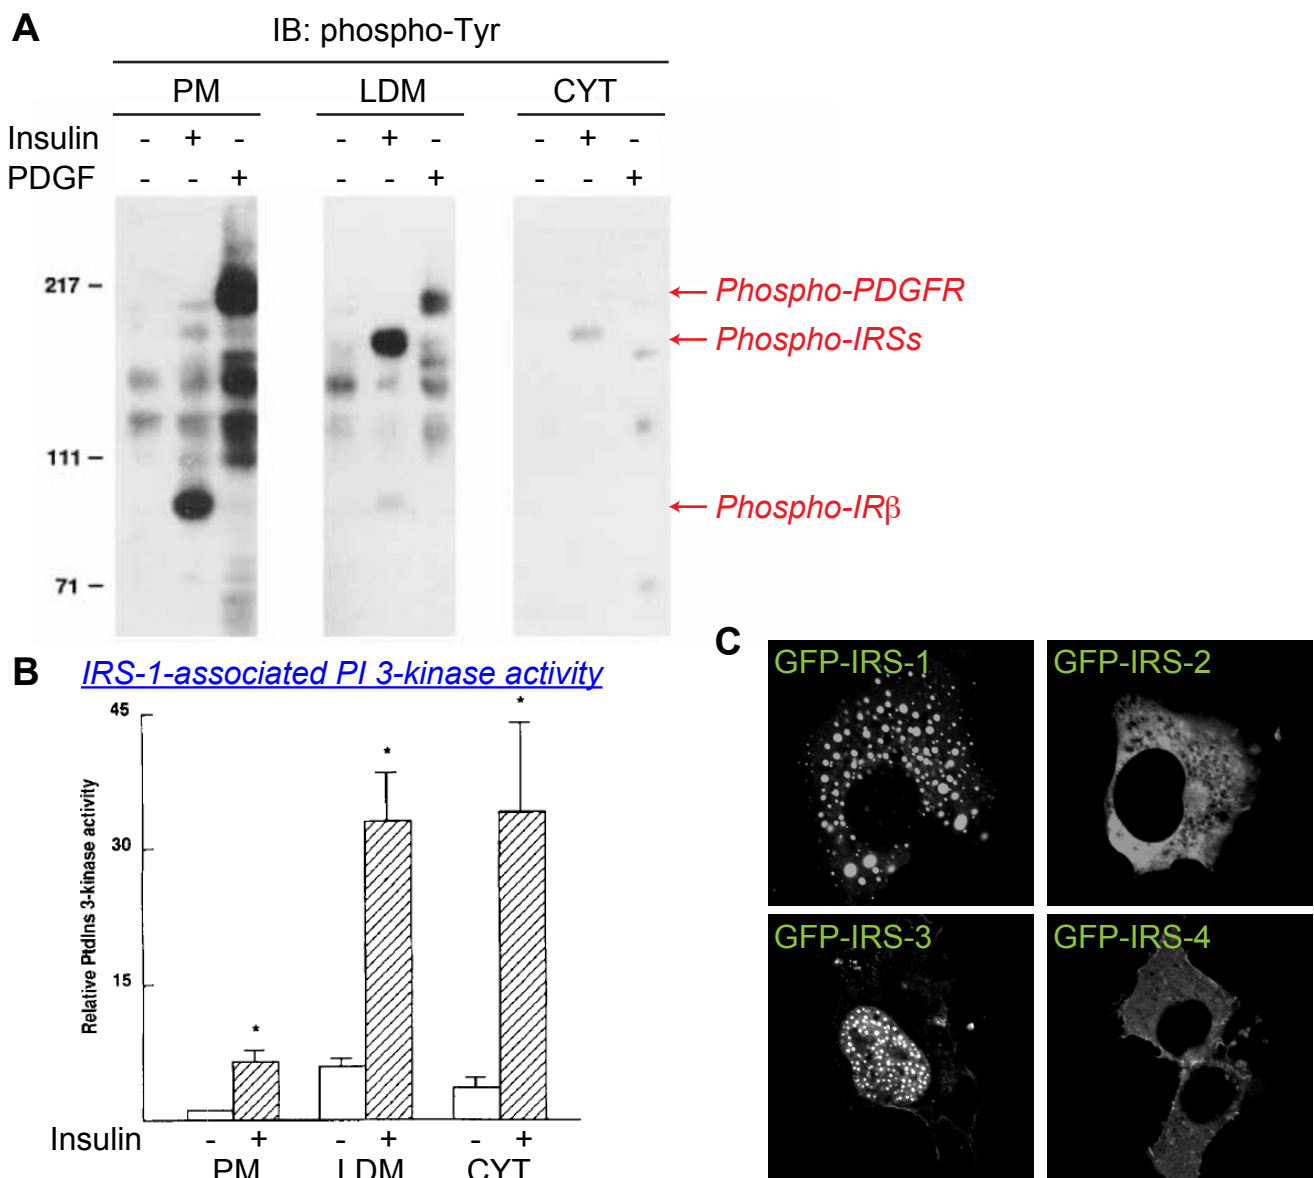 A
IB: phospho-Tyr
PM LDM CYT
Insulin - + - - + - - + -
PDGF - - + - - + - - +
217 –
111 –
71 –
Phospho-PDGFR
Phospho-IRSs
Phospho-IRβ
B IRS-1-associated PI 3-kinase activity
Relative PtdIns 3-kinase activity
45
30
15
* * *
Insulin - + - + - +
PM LDM CYT
C
GFP-IRS-1 GFP-IRS-2
GFP-IRS-3 GFP-IRS-4